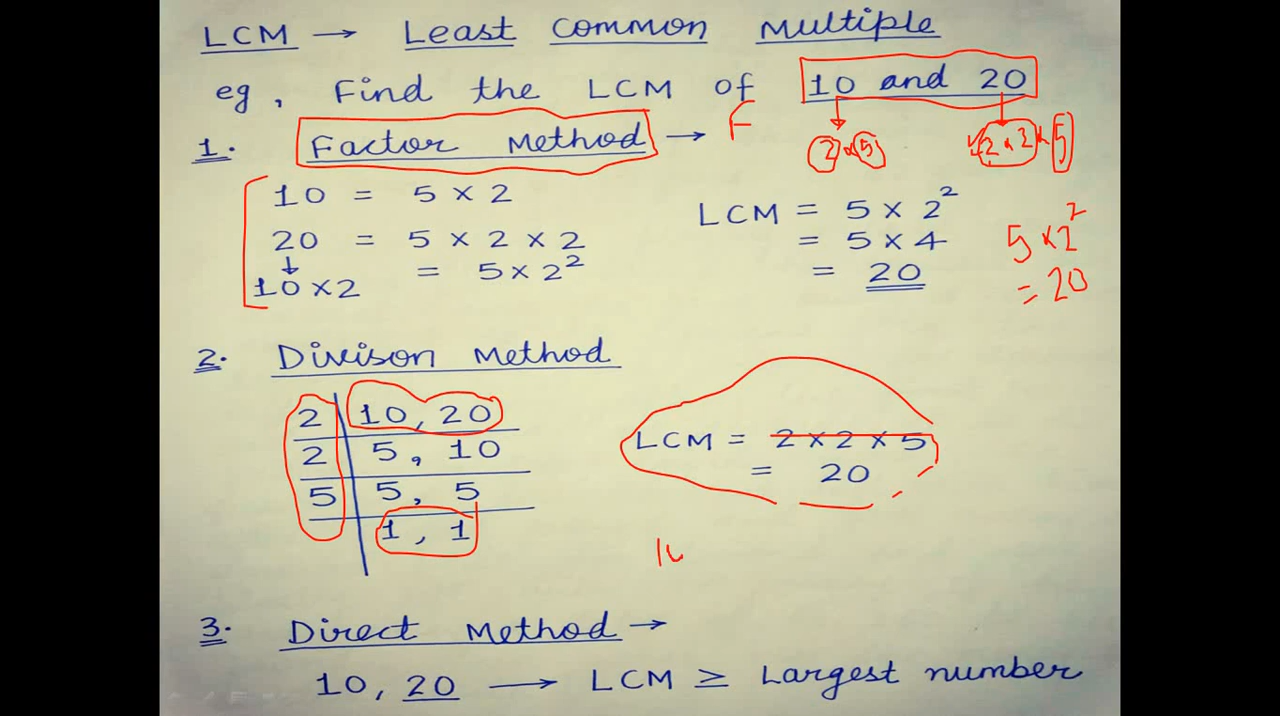 LCM → Least Common Multiple
eg, Find the LCM of 10 and 20
1. Factor Method → F
2 × 5
2 × 2 × 5
10 = 5 × 2
20 = 5 × 2 × 2
↓ = 5 × 2²
10 × 2
LCM = 5 × 2²
= 5 × 4
= 20
5 × 2²
= 20
2. Divison Method
2 | 10, 20
2 | 5, 10
5 | 5, 5
1, 1
LCM = 2 × 2 × 5
= 20
3. Direct Method →
10, 20 → LCM ≥ Largest number